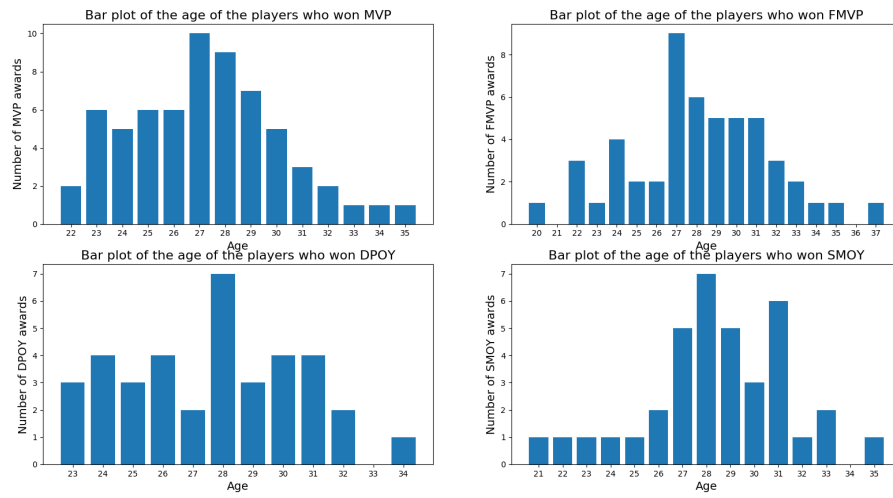 Bar plot of the age of the players who won MVP
Number of MVP awards
10
8
6
4
2
0
22 23 24 25 26 27 28 29 30 31 32 33 34 35
Age
Bar plot of the age of the players who won FMVP
Number of FMVP awards
8
6
4
2
0
20 21 22 23 24 25 26 27 28 29 30 31 32 33 34 35 36 37
Age
Bar plot of the age of the players who won DPOY
Number of DPOY awards
7
6
5
4
3
2
1
0
23 24 25 26 27 28 29 30 31 32 33 34
Age
Bar plot of the age of the players who won SMOY
Number of SMOY awards
7
6
5
4
3
2
1
0
21 22 23 24 25 26 27 28 29 30 31 32 33 34 35
Age